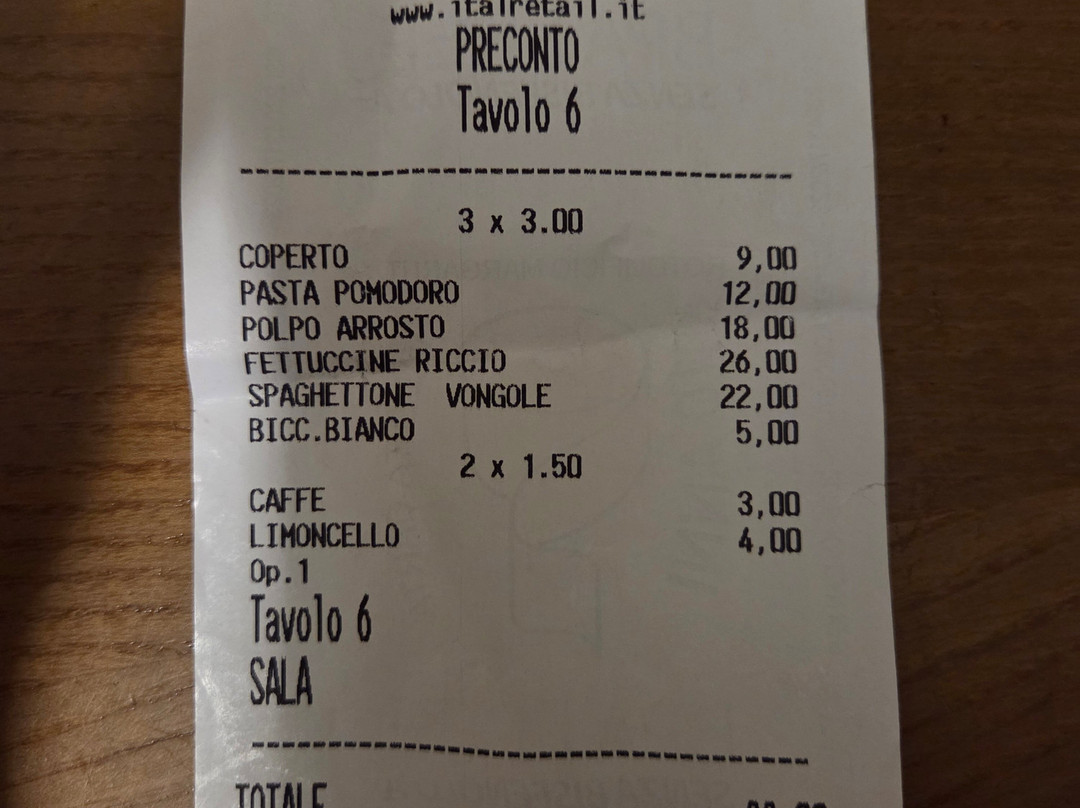 www.italretail.it
PRECONTO
Tavolo 6
3 x 3.00
COPERTO 9,00
PASTA POMODORO 12,00
POLPO ARROSTO 18,00
FETTUCCINE RICCIO 26,00
SPAGHETTONE VONGOLE 22,00
BICC.BIANCO 5,00
2 x 1.50
CAFFE 3,00
LIMONCELLO 4,00
Op.1
Tavolo 6
SALA
TOTALE